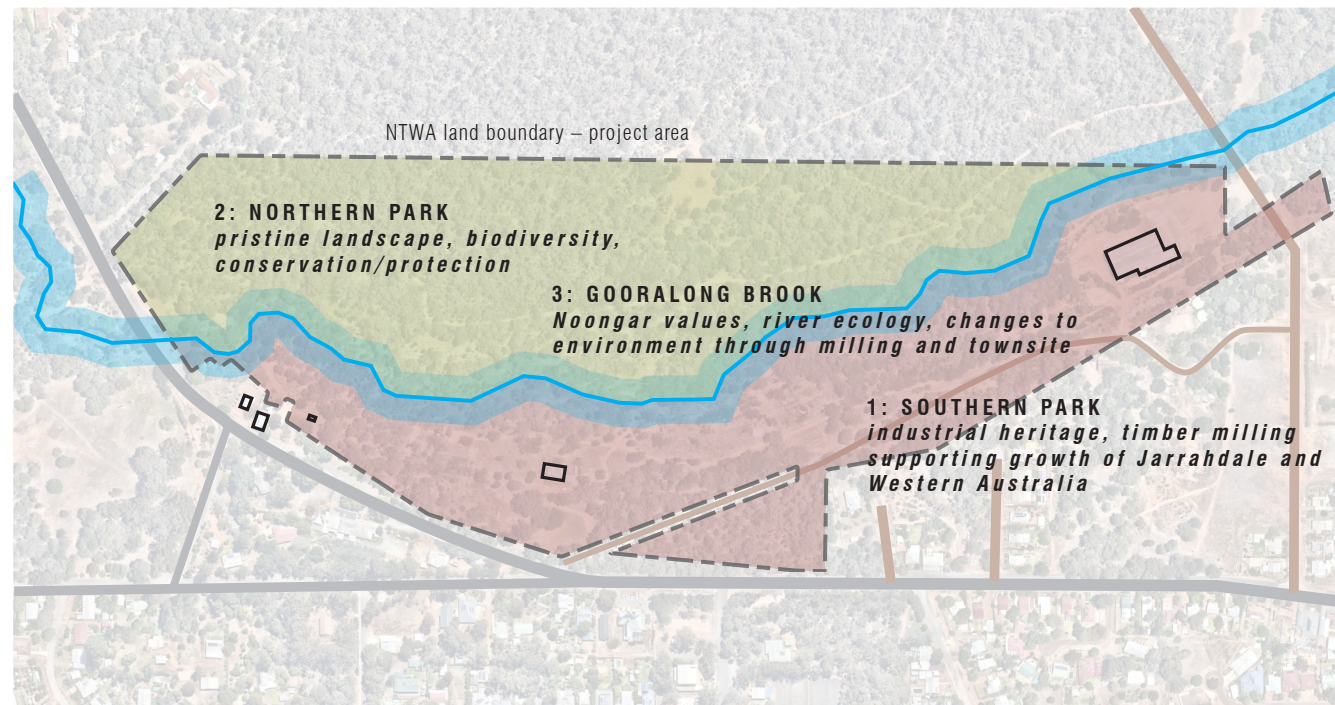 NTWA land boundary – project area
2: NORTHERN PARK
pristine landscape, biodiversity,
conservation/protection
3: GOORALONG BROOK
Noongar values, river ecology, changes to
environment through milling and townsite
1: SOUTHERN PARK
industrial heritage, timber milling
supporting growth of Jarrahdale and
Western Australia